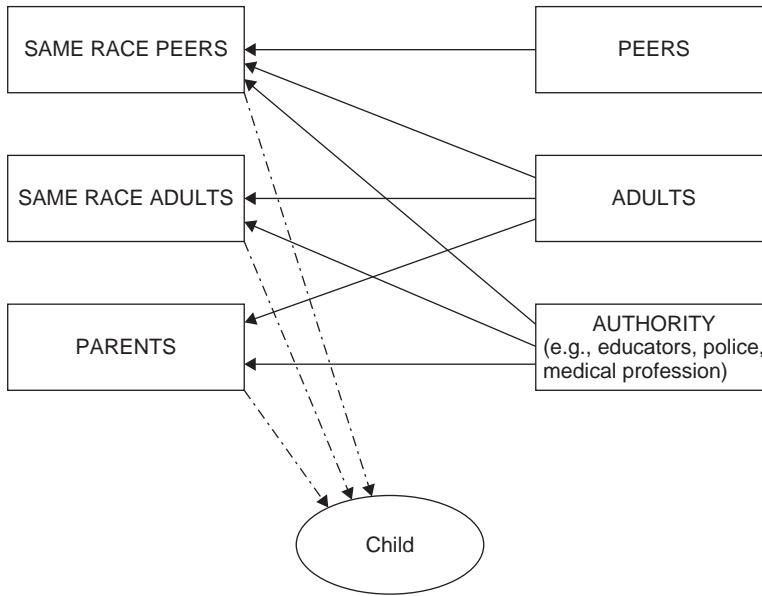 SAME RACE PEERS
PEERS
SAME RACE ADULTS
ADULTS
PARENTS
AUTHORITY
(e.g., educators, police,
medical profession)
Child